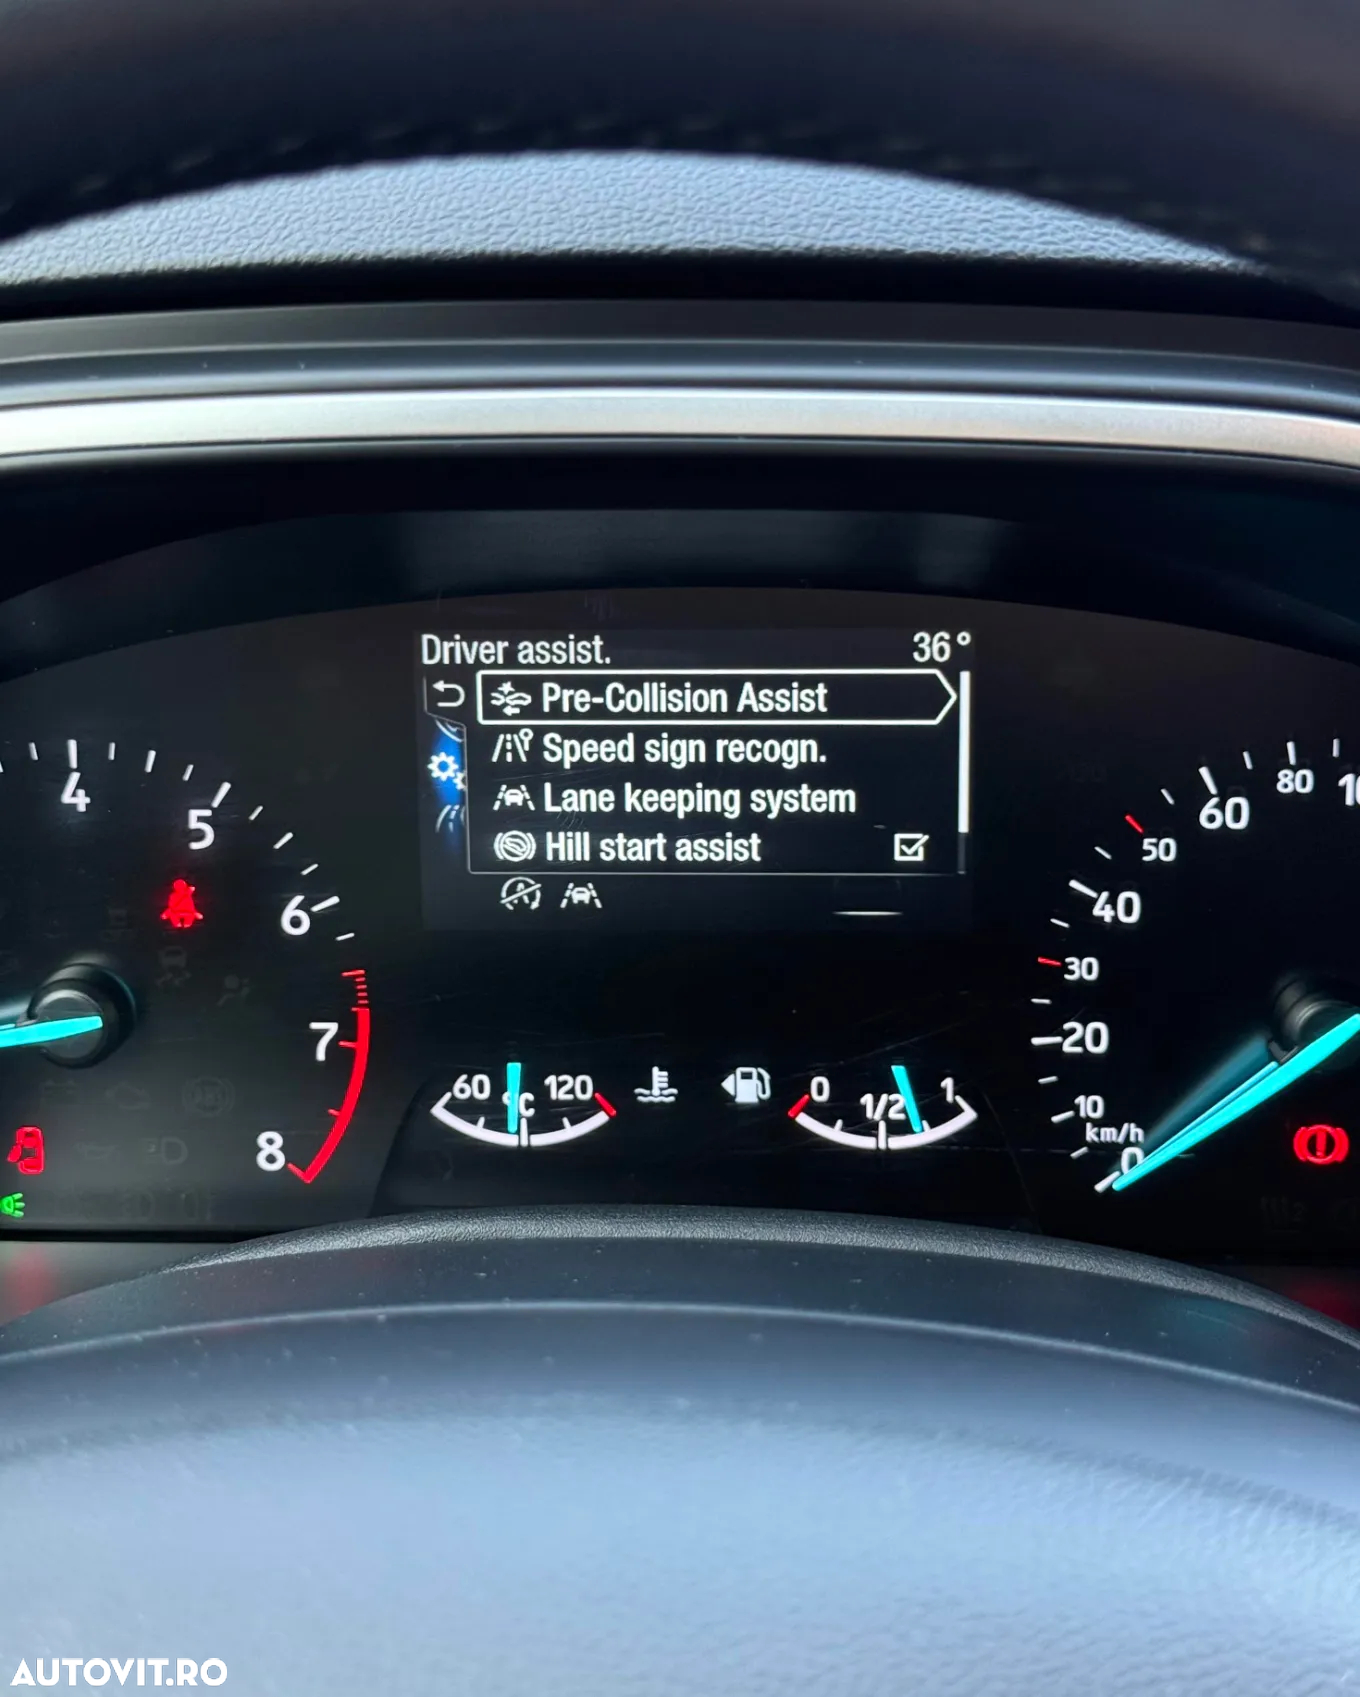 Driver assist. 36°
Pre-Collision Assist
Speed sign recogn.
Lane keeping system
Hill start assist
4
5
6
7
8
60 °C 120
0 1/2 1
0
10
20
30
40
50
60
80
km/h
AUTOVIT.RO